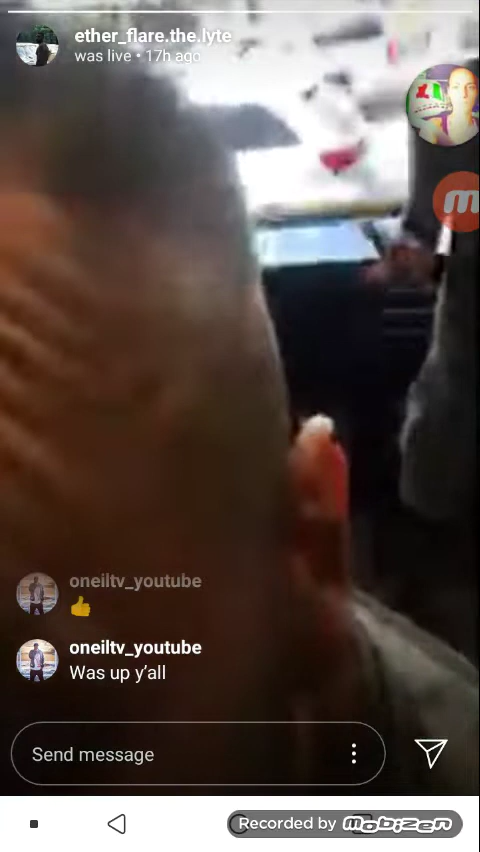 ether_flare.the.lyte
was live • 17h ago
oneiltv_youtube
👍
oneiltv_youtube
Was up y'all
Send message
Recorded by mobizen